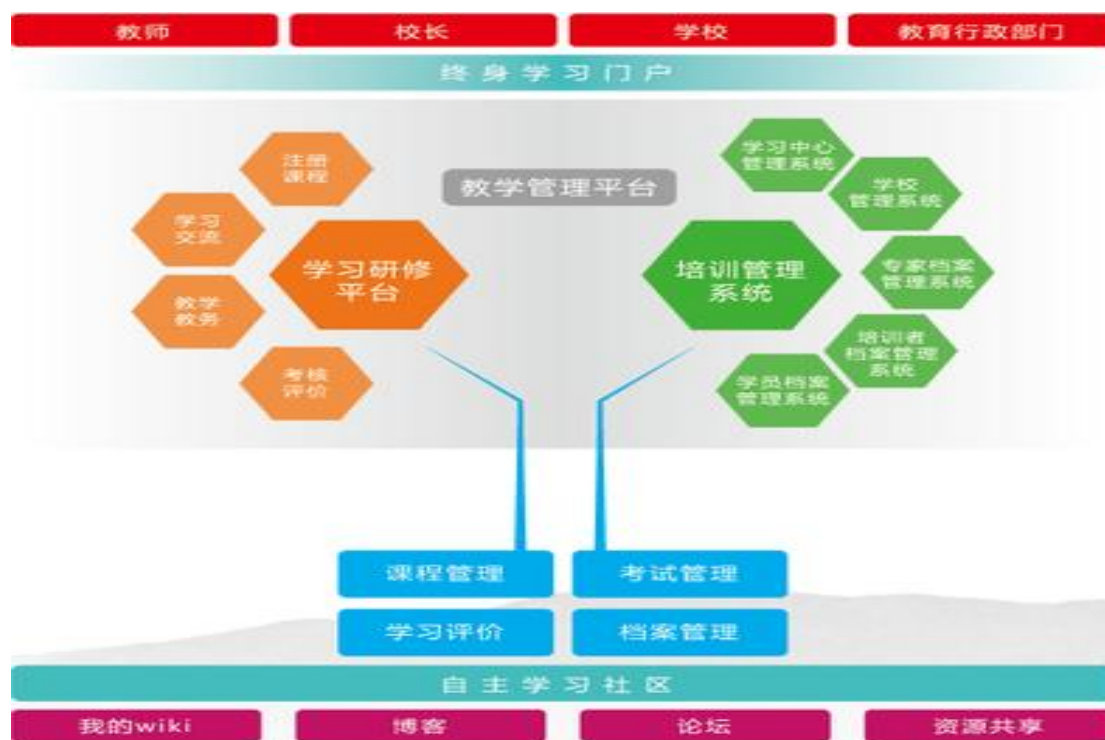 教师
校长
学校
教育行政部门
终身学习门户
注册
课程
学习
交流
教学
教务
考核
评价
学习研修
平台
教学管理平台
培训管理
系统
学习中心
管理系统
学校
管理系统
专家档案
管理系统
培训者
档案管理
系统
学员档案
管理系统
课程管理
考试管理
学习评价
档案管理
自主学习社区
我的wiki
博客
论坛
资源共享